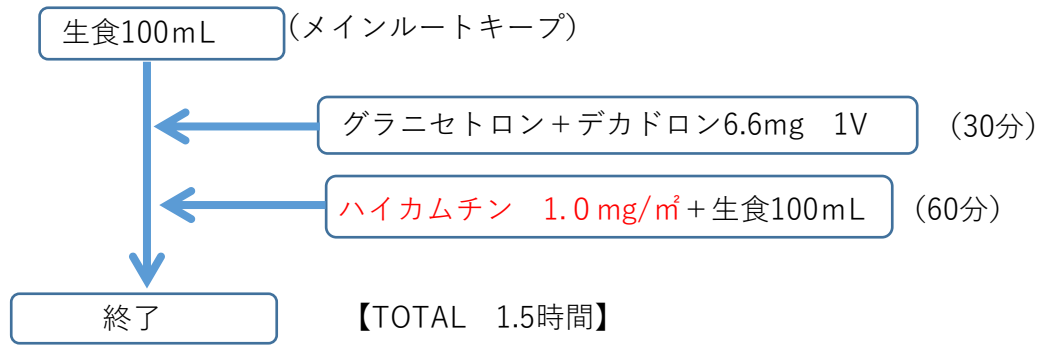 生食100mL (メインルートキープ)
グラニセトロン+デカドロン6.6mg 1V (30分)
ハイカムチン 1.0 mg/㎡+生食100mL (60分)
終了 【TOTAL 1.5時間】